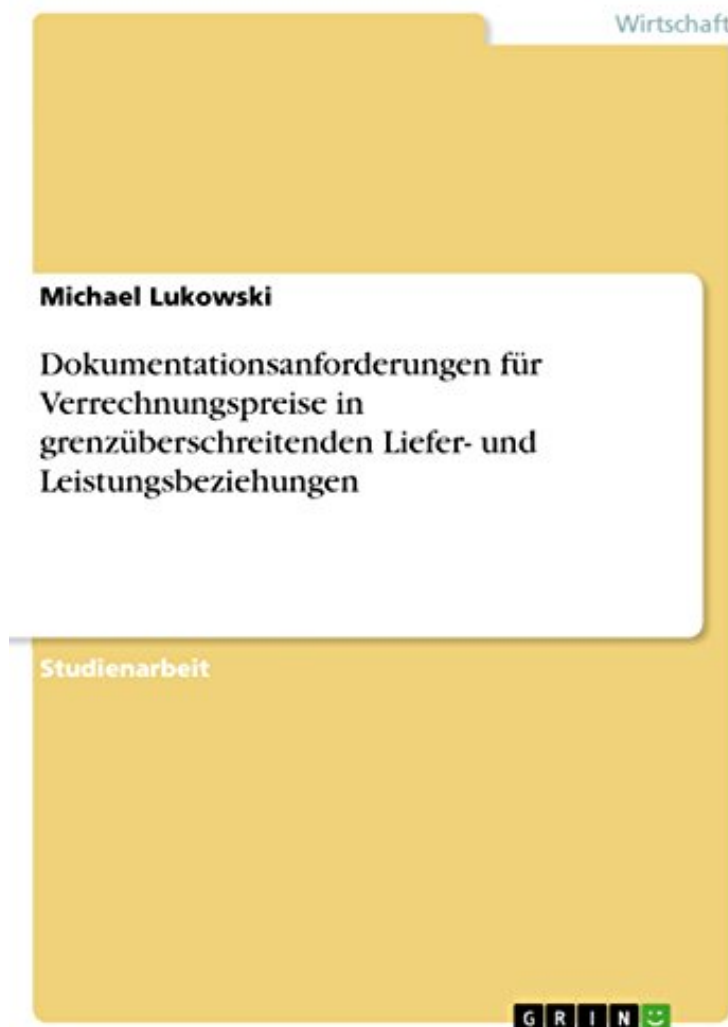 Wirtschaft
Michael Lukowski
Dokumentationsanforderungen für
Verrechnungspreise in
grenzüberschreitenden Liefer- und
Leistungsbeziehungen
Studienarbeit
GRIN